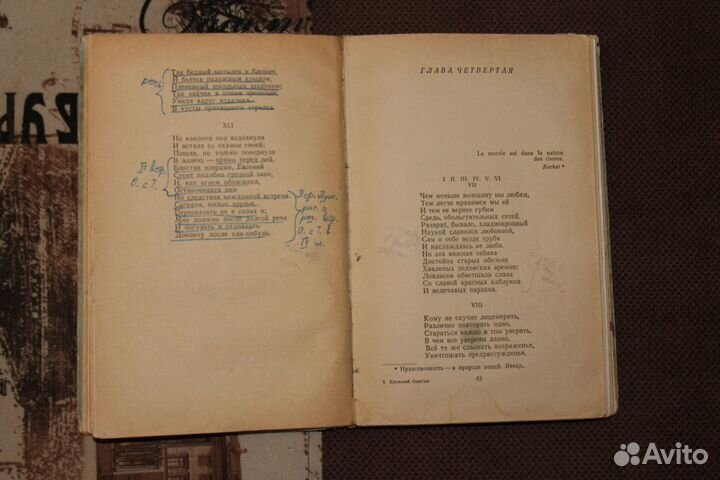 Так бедный мотылек и блещет,
И бьется радужным крылом,
Плененный школьным шалуном;
Так зайчик в озими трепещет,
Увидя вдруг издалека
В кусты припадшего стрелка.
XLI
Но наконец она вздохнула
И встала со скамьи своей;
Пошла, но только повернула
В аллею, — прямо перед ней,
Блистая взорами, Евгений
Стоит подобно грозной тени,
И, как огнем обожжена,
Остановилася она.
Но следствия нежданной встречи
Сегодня, милые друзья,
Пересказать не в силах я;
Мне должно после долгой речи
И погулять и отдохнуть:
Докончу после как-нибудь.
II вер.
О. с Т.
О. с Т. в
II
ГЛАВА ЧЕТВЕРТАЯ
La morale est dans la nature
des choses.
Necker *
I. II. III. IV. V. VI
VII
Чем меньше женщину мы любим,
Тем легче нравимся мы ей
И тем ее вернее губим
Средь обольстительных сетей.
Разврат, бывало, хладнокровный
Наукой славился любовной,
Сам о себе везде трубя
И наслаждаясь не любя.
Но эта важная забава
Достойна старых обезьян
Хваленых дедовских времян:
Ловласов обветшала слава
Со славой красных каблуков
И величавых париков.
VIII
Кому не скучно лицемерить,
Различно повторять одно,
Стараться важно в том уверить,
В чем все уверены давно,
Всё те же слышать возраженья,
Уничтожать предрассужденья,
* Нравственность — в природе вещей. Неккер.
5 Евгений Онегин
65
Avito